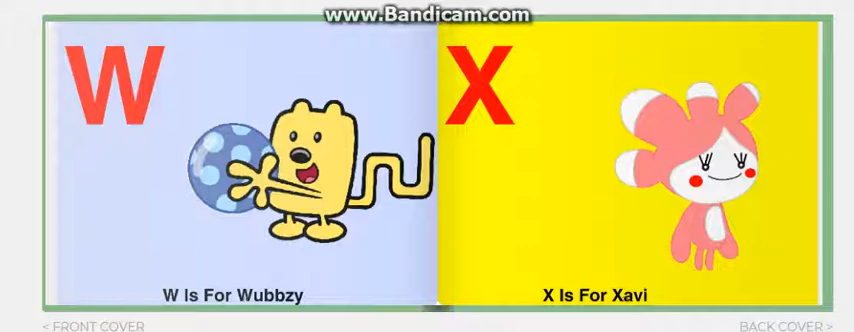 www.Bandicam.com
W
X
W Is For Wubbzy
X Is For Xavi
< FRONT COVER
BACK COVER >